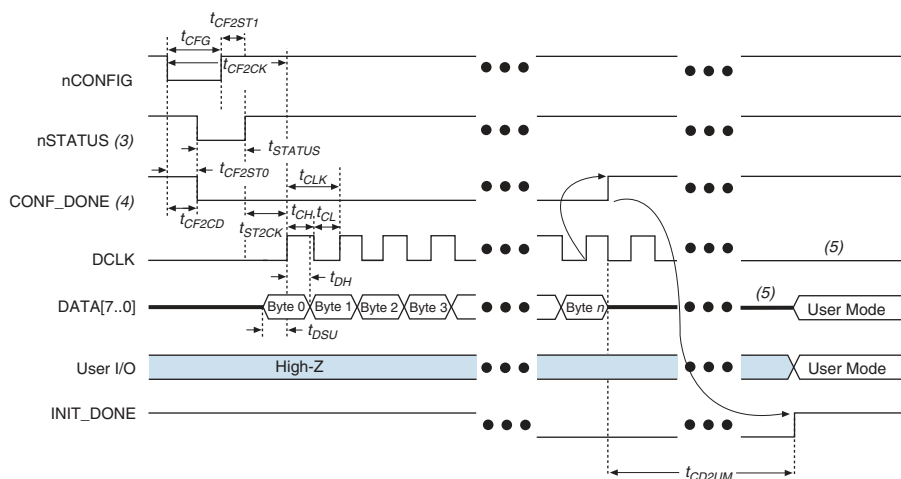 tCF2ST1
tCFG
tCF2CK
nCONFIG
nSTATUS (3)
tSTATUS
tCF2ST0
tCLK
CONF_DONE (4)
tCF2CD
tST2CK
tCH
tCL
DCLK
(5)
tDH
DATA[7..0]
Byte 0
Byte 1
Byte 2
Byte 3
Byte n
(5)
User Mode
tDSU
User I/O
High-Z
User Mode
INIT_DONE
tCD2UM